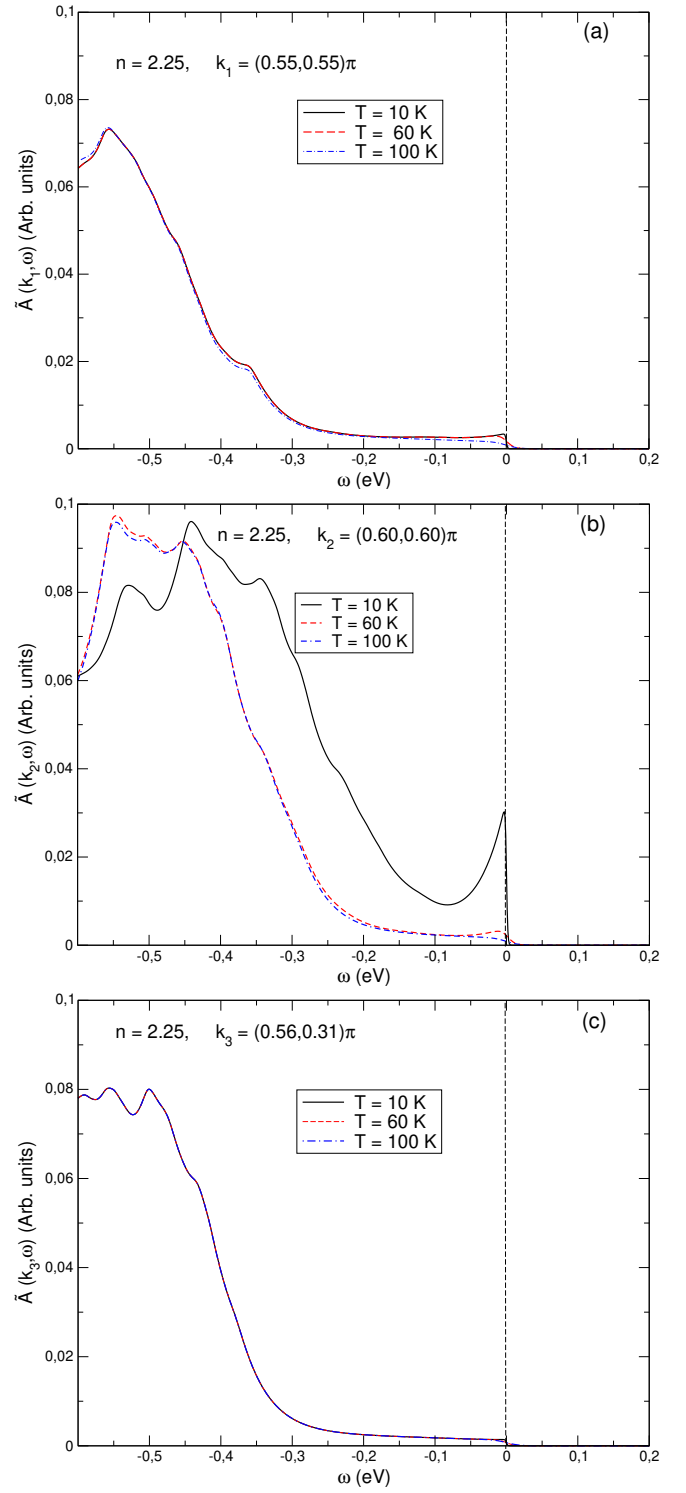 (a)
n = 2.25, k1 = (0.55,0.55)π
T = 10 K
T = 60 K
T = 100 K
0,1
0,08
0,06
0,04
0,02
0
Ã (k1,ω) (Arb. units)
-0,5 -0,4 -0,3 -0,2 -0,1 0 0,1 0,2
ω (eV)
(b)
n = 2.25, k2 = (0.60,0.60)π
T = 10 K
T = 60 K
T = 100 K
0,1
0,08
0,06
0,04
0,02
0
Ã (k2,ω) (Arb. units)
-0,5 -0,4 -0,3 -0,2 -0,1 0 0,1 0,2
ω (eV)
(c)
n = 2.25, k3 = (0.56,0.31)π
T = 10 K
T = 60 K
T = 100 K
0,1
0,08
0,06
0,04
0,02
0
Ã (k3,ω) (Arb. units)
-0,5 -0,4 -0,3 -0,2 -0,1 0 0,1 0,2
ω (eV)